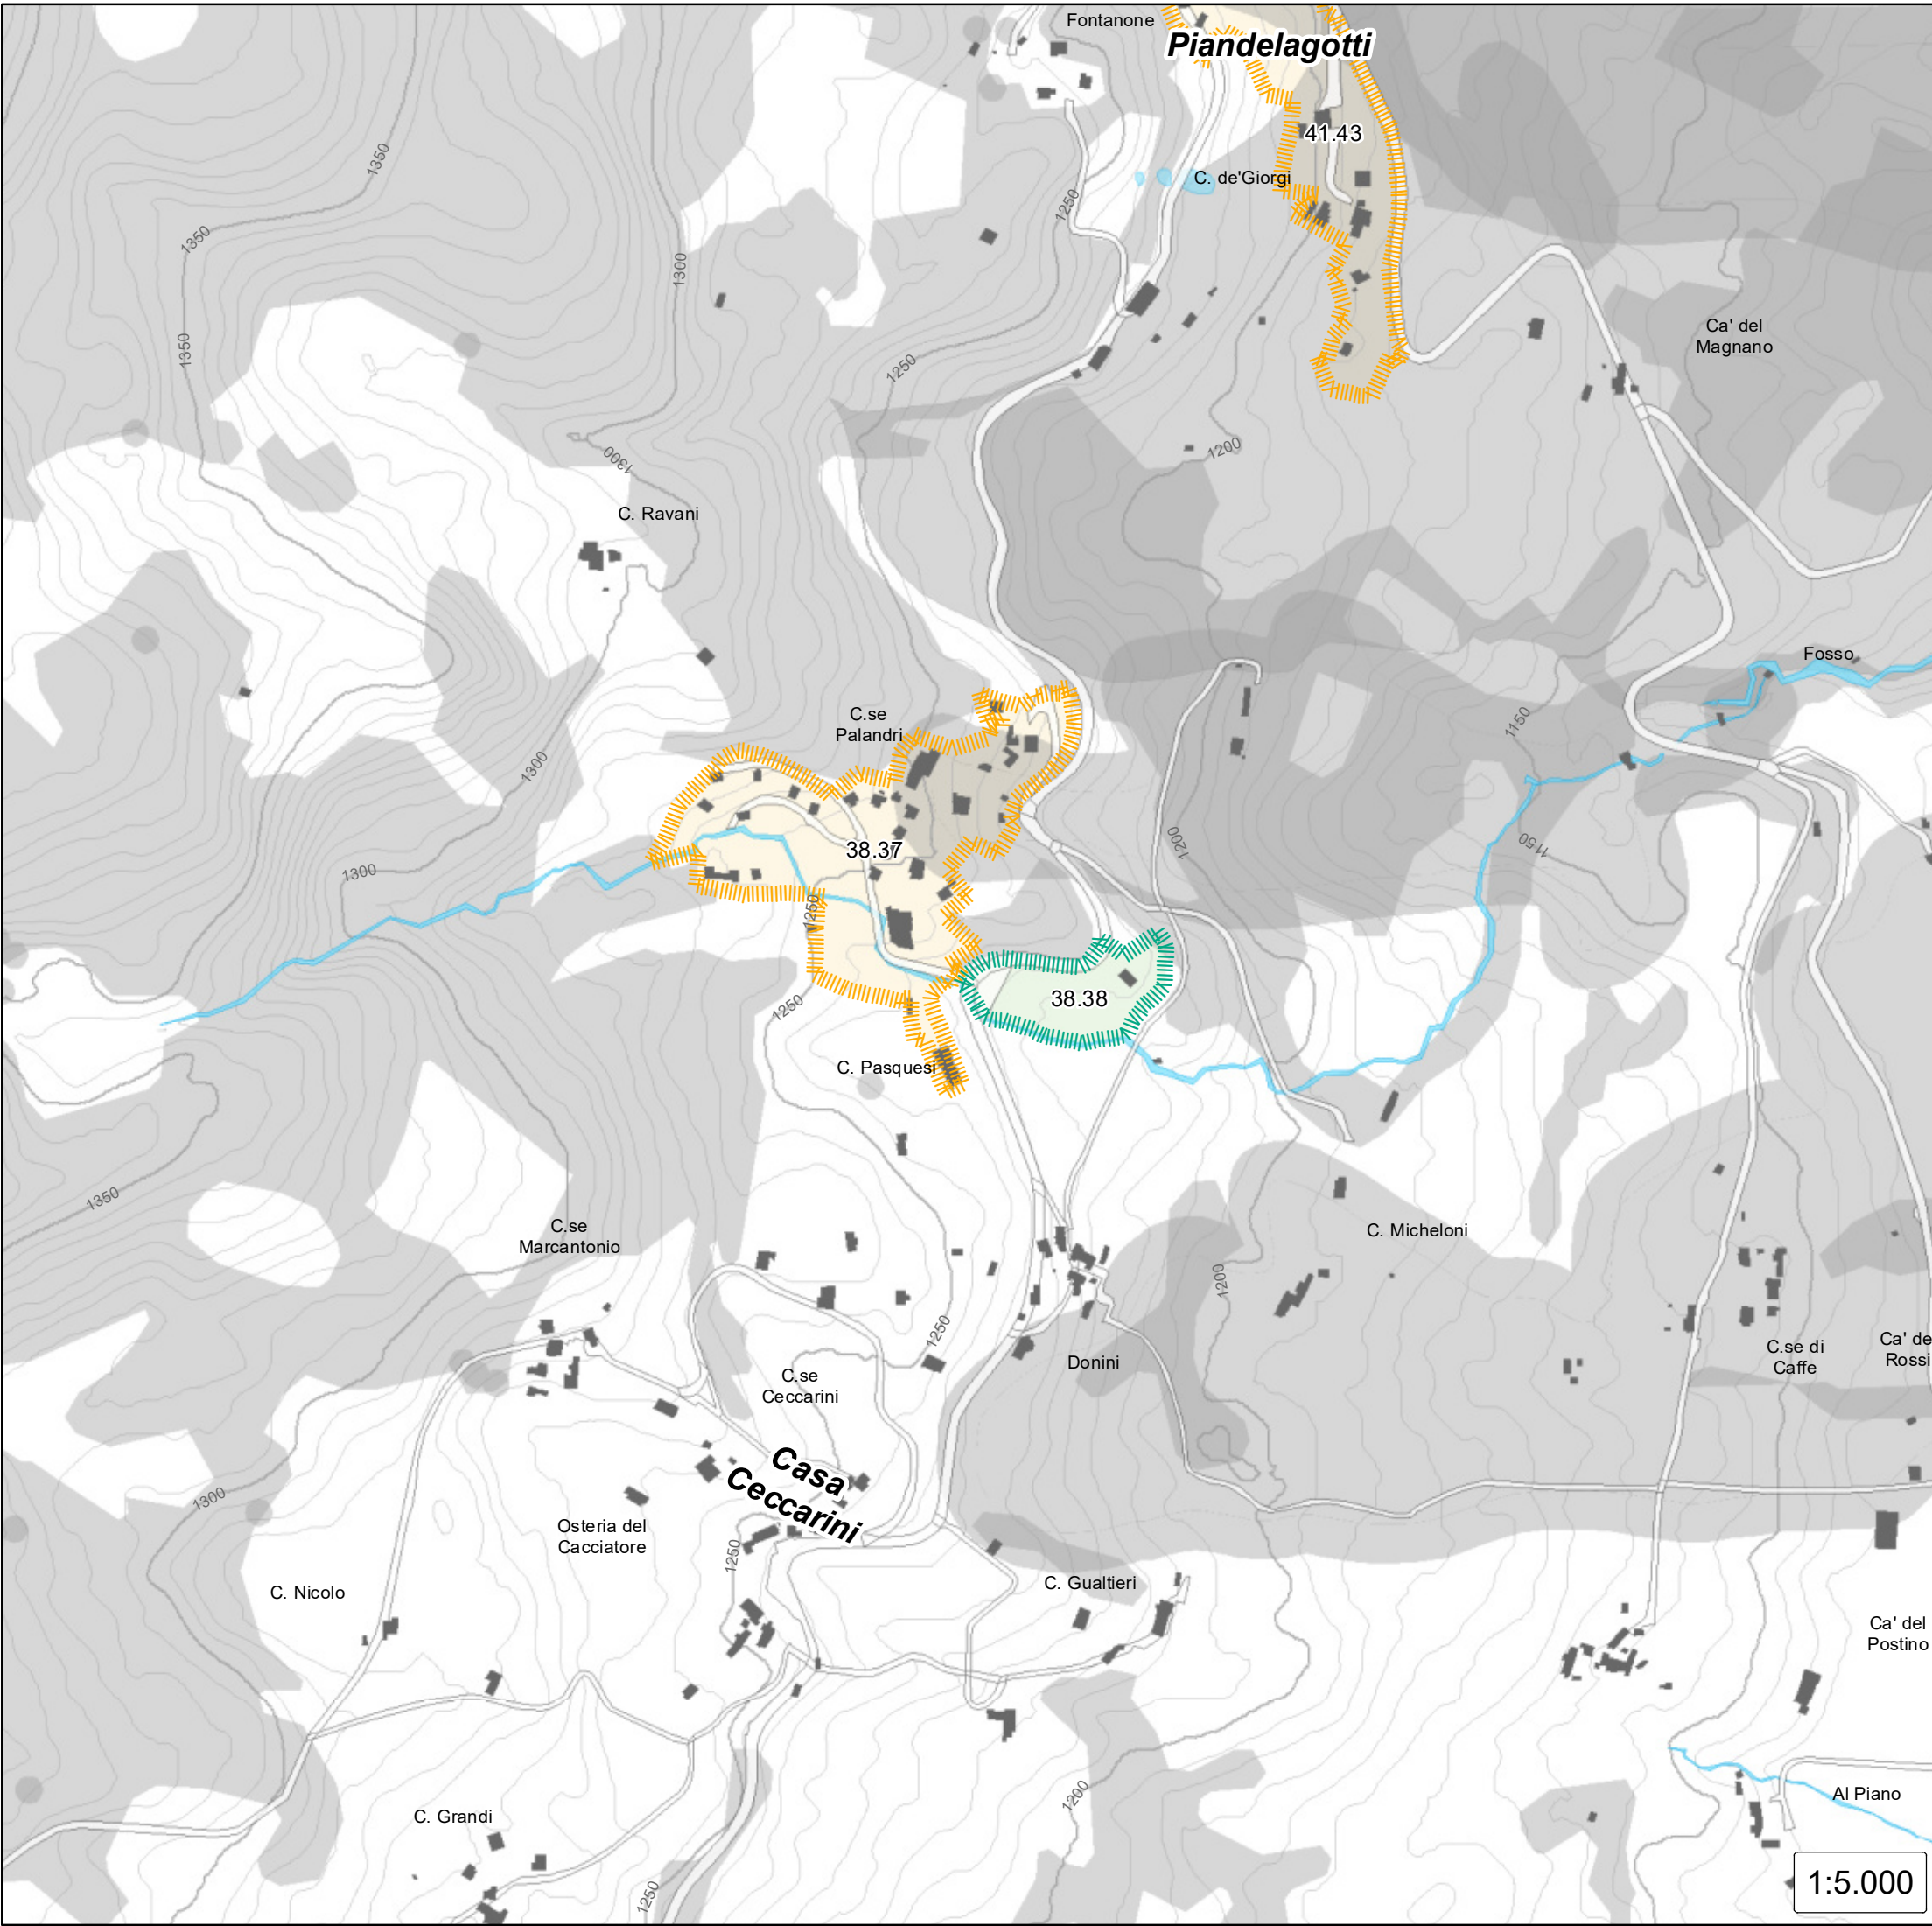 Fontanone
Piandelagotti
41.43
1350
C. de'Giorgi
1250
1350
1300
Ca' del
Magnano
1350
1250
1200
1300
C. Ravani
Fosso
C.se
Palandri
1150
1300
1200
1150
38.37
1300
1250
38.38
1250
C. Pasquesi
1350
C.se
Marcantonio
C. Micheloni
1200
1250
Donini
C.se di
Caffe
Ca' de
Rossi
C.se
Ceccarini
Casa
Ceccarini
1300
Osteria del
Cacciatore
1250
C. Nicolo
C. Gualtieri
Ca' del
Postino
1200
Al Piano
C. Grandi
1250
1:5.000